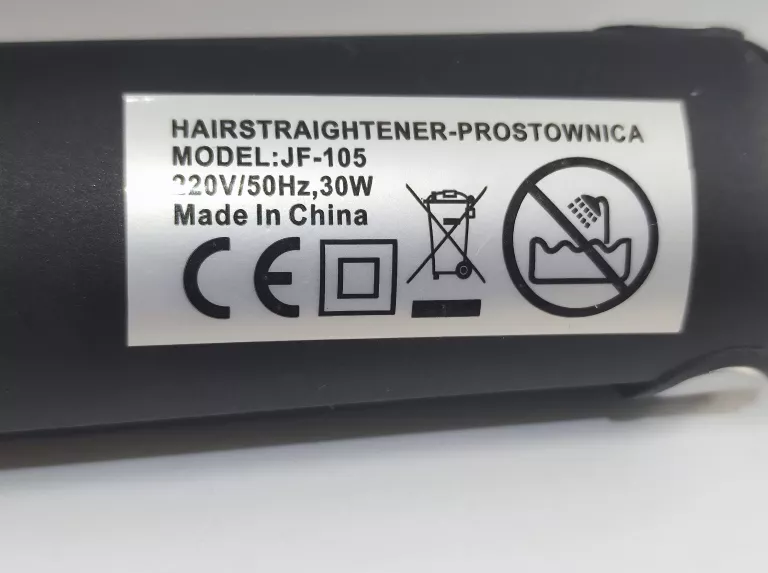 HAIRSTRAIGHTENER-PROSTOWNICA
MODEL:JF-105
220V/50Hz,30W
Made In China
CE